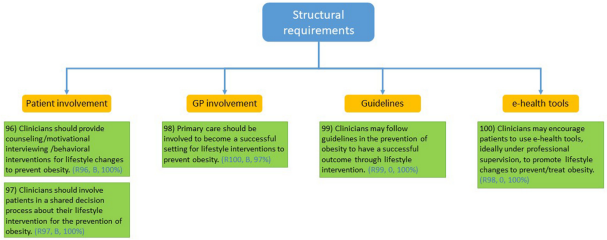 Structural
requirements
Patient involvement
GP involvement
Guidelines
e-health tools
96) Clinicians should provide
counseling/motivational
Interviewing /behavioral
interventions for lifestyle changes
to prevent obesity. (R96, B, 100%)
97) Clinicians should involve
patients in a shared decision
process about their lifestyle
intervention for the prevention of
obesity. (R97, B, 100%)
98) Primary care should be
involved to become a successful
setting for lifestyle interventions to
prevent obesity. (R100, B, 97%)
99) Clinicians may follow
guidelines in the prevention of
obesity to have a successful
outcome through lifestyle
intervention. (R99, 0, 100%)
100) Clinicians may encourage
patients to use e-health tools,
ideally under professional
supervision, to promote lifestyle
changes to prevent/treat obesity.
(R98, 0, 100%)